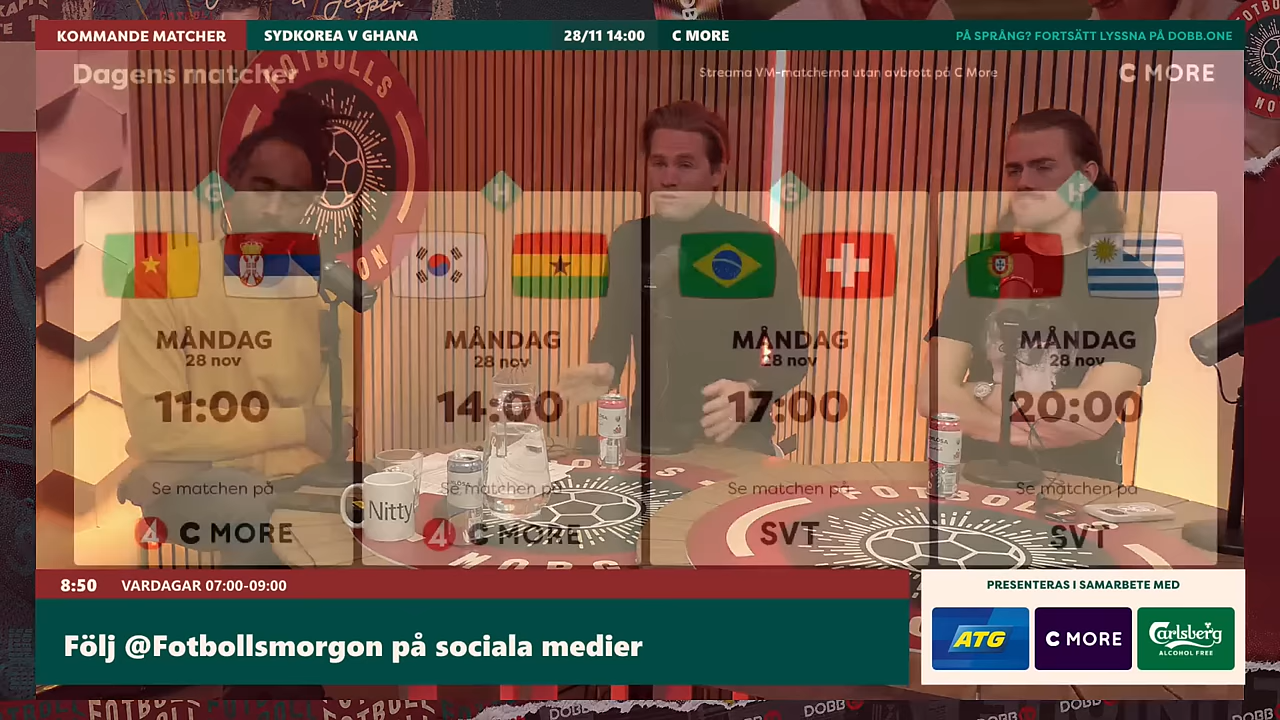 KOMMANDE MATCHER
SYDKOREA V GHANA
28/11 14:00
C MORE
PÅ SPRÅNG? FORTSÄTT LYSSNA PÅ DOBB.ONE
Dagens matcher
Streama VM-matcherna utan avbrott på C More
C MORE
FOTBOLLS
ON
G
H
G
H
MÅNDAG
28 nov
11:00
Se matchen på
4 C MORE
MÅNDAG
28 nov
14:00
Se matchen på
4 C MORE
MÅNDAG
28 nov
17:00
Se matchen på
SVT
MÅNDAG
28 nov
20:00
Se matchen på
SVT
Nitty
FOTBOLLS
8:50
VARDAGAR 07:00-09:00
Följ @Fotbollsmorgon på sociala medier
PRESENTERAS I SAMARBETE MED
ATG
C MORE
Carlsberg
ALCOHOL FREE